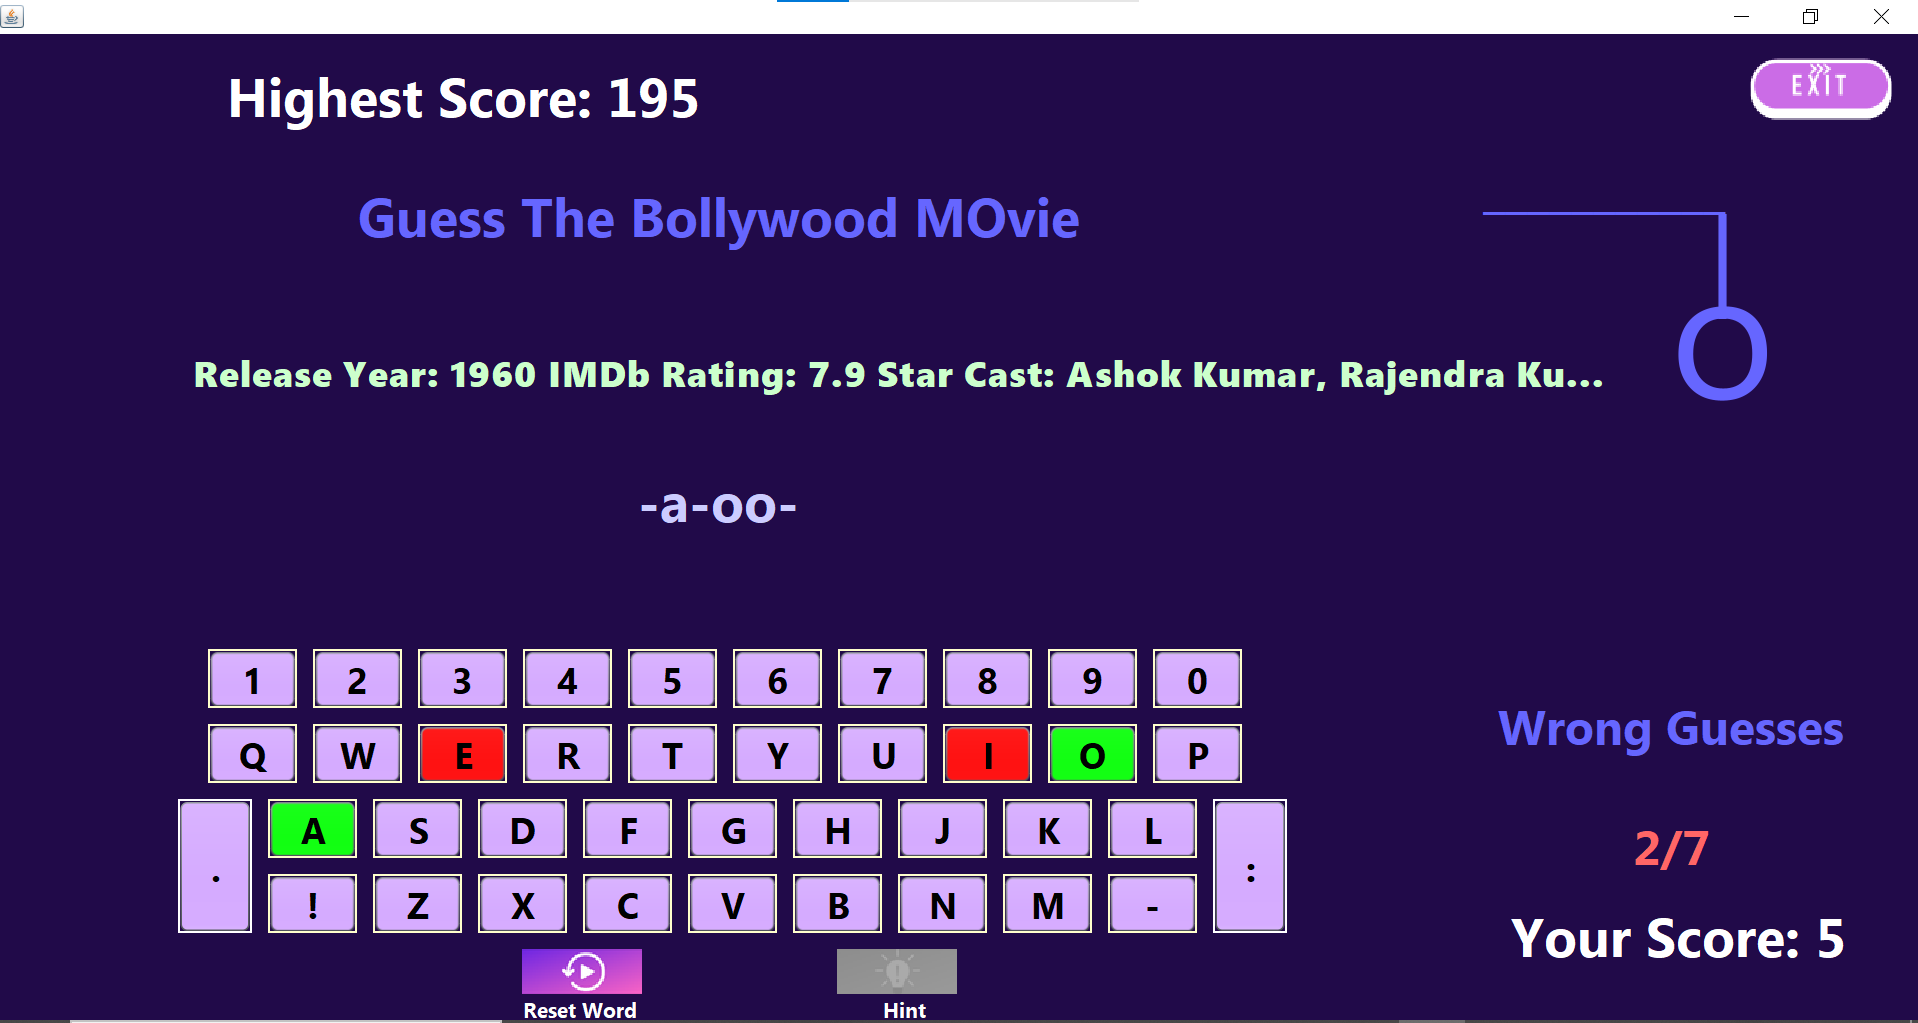 Highest Score: 195
EXIT
Guess The Bollywood MOvie
Release Year: 1960 IMDb Rating: 7.9 Star Cast: Ashok Kumar, Rajendra Ku...
O
-a-oo-
1 2 3 4 5 6 7 8 9 0
Q W E R T Y U I O P
. A S D F G H J K L :
! Z X C V B N M -
Wrong Guesses
2/7
Your Score: 5
Reset Word Hint